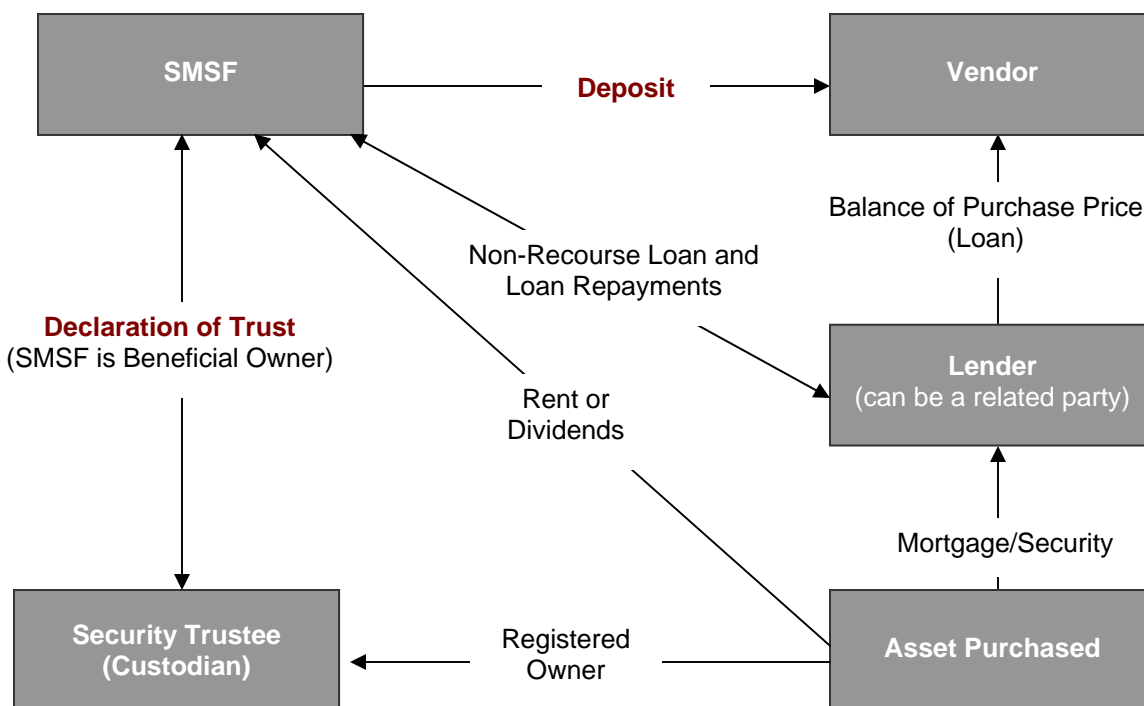 SMSF
Vendor
Deposit
Balance of Purchase Price
(Loan)
Non-Recourse Loan and
Loan Repayments
Declaration of Trust
(SMSF is Beneficial Owner)
Lender
(can be a related party)
Rent or
Dividends
Mortgage/Security
Security Trustee
(Custodian)
Registered
Owner
Asset Purchased